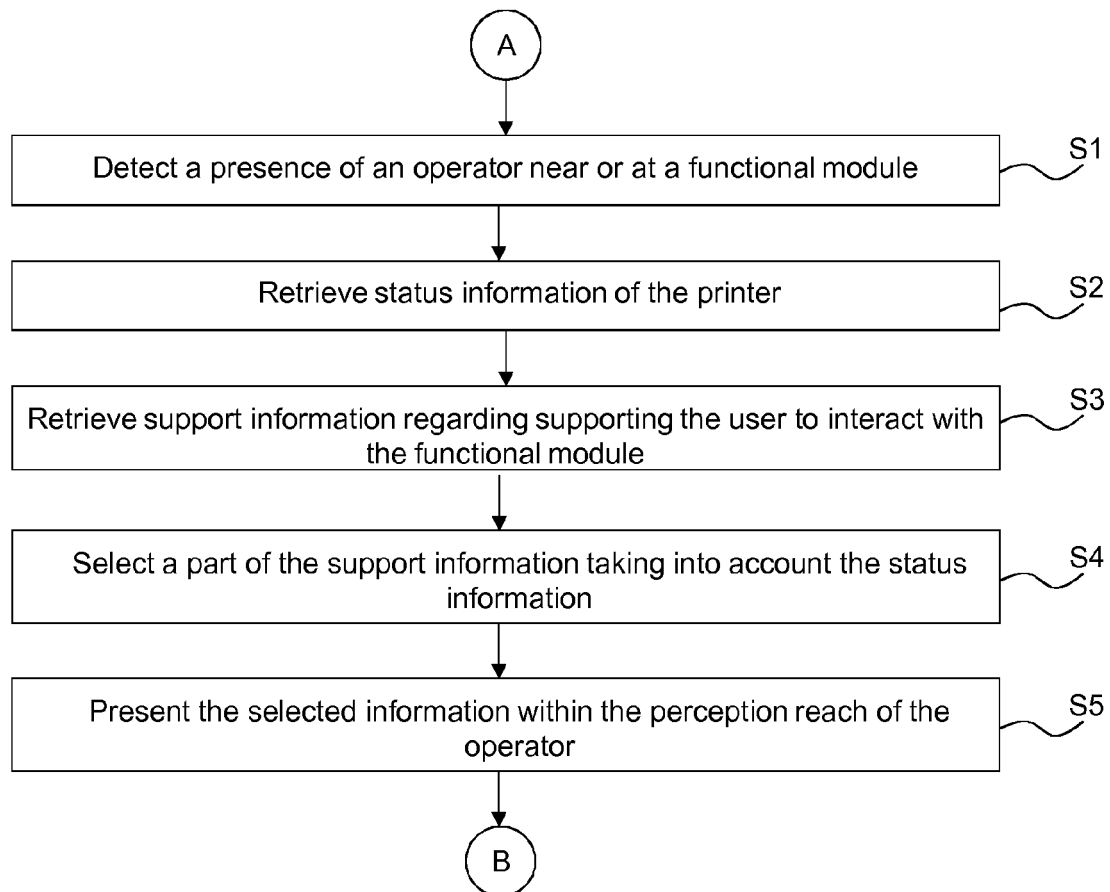 A
Detect a presence of an operator near or at a functional module
S1
Retrieve status information of the printer
S2
Retrieve support information regarding supporting the user to interact with
the functional module
S3
Select a part of the support information taking into account the status
information
S4
Present the selected information within the perception reach of the
operator
S5
B